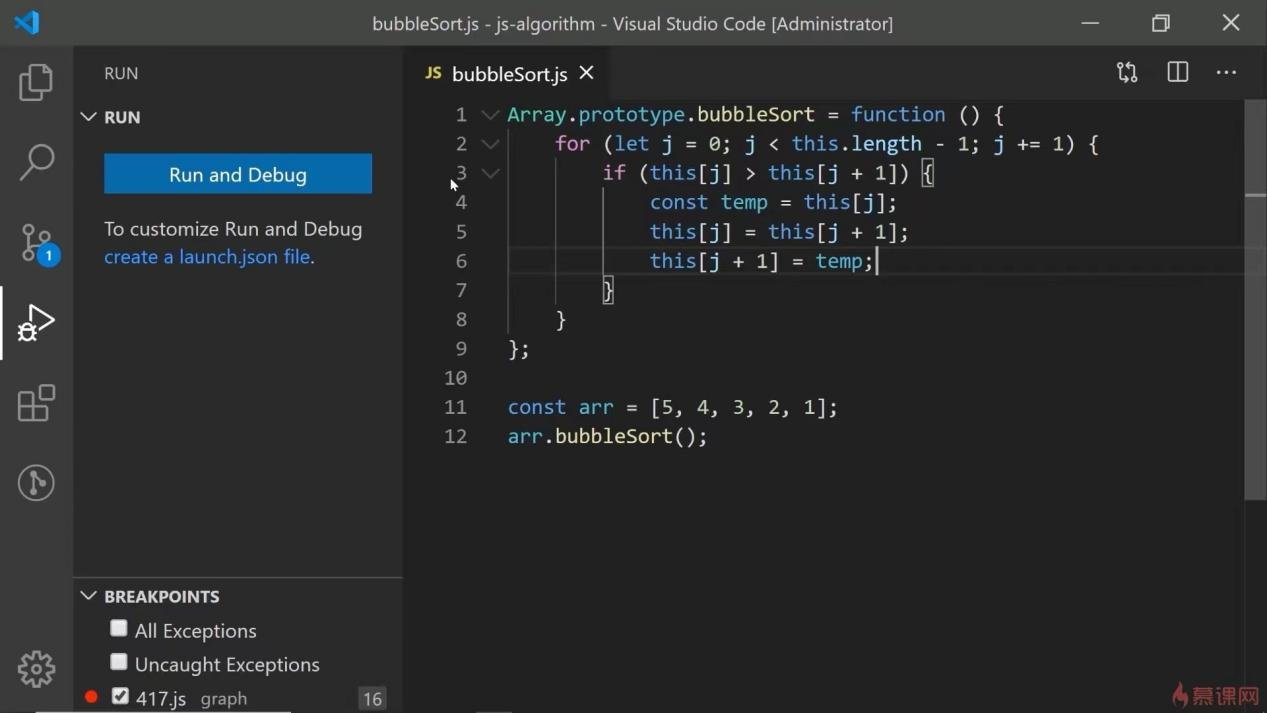 bubbleSort.js - js-algorithm - Visual Studio Code [Administrator]
RUN
RUN
Run and Debug
To customize Run and Debug
create a launch.json file.
1
BREAKPOINTS
All Exceptions
Uncaught Exceptions
417.js graph 16
JS bubbleSort.js
1 Array.prototype.bubbleSort = function () {
2     for (let j = 0; j < this.length - 1; j += 1) {
3         if (this[j] > this[j + 1]) {
4             const temp = this[j];
5             this[j] = this[j + 1];
6             this[j + 1] = temp;
7         }
8     }
9 };
10
11 const arr = [5, 4, 3, 2, 1];
12 arr.bubbleSort();
慕课网